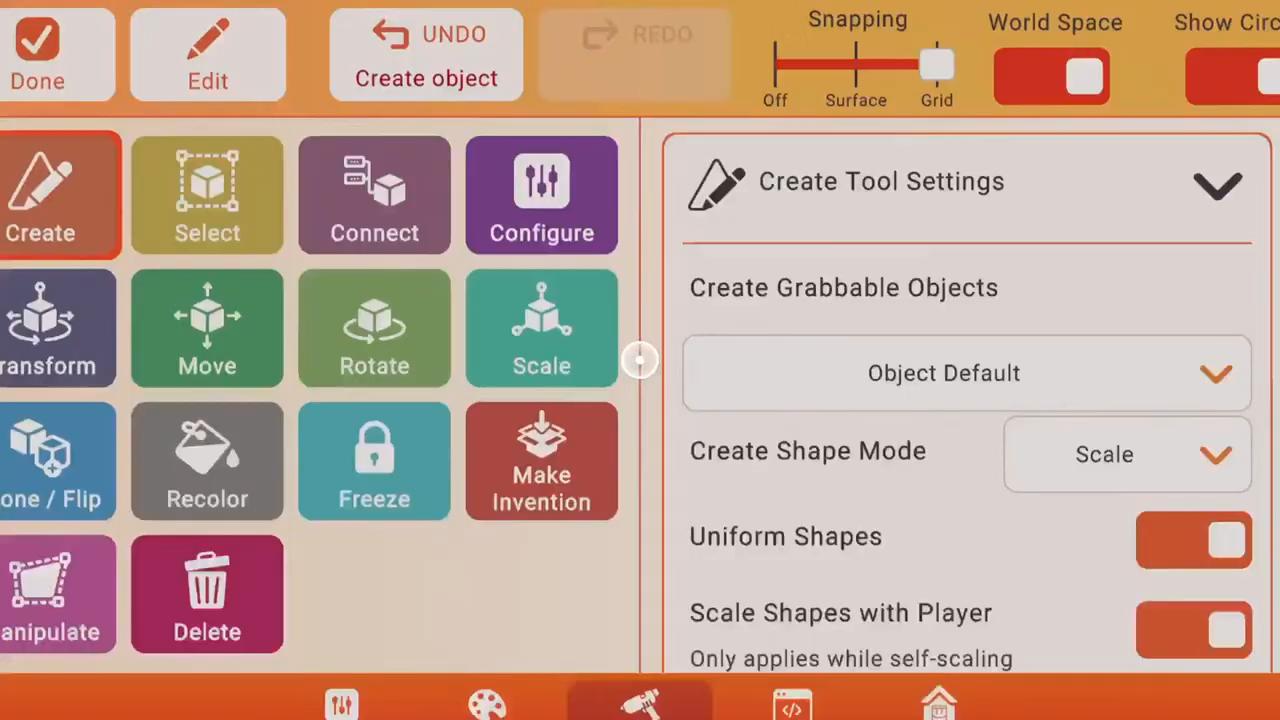 Done
Edit
UNDO
Create object
REDO
Snapping
Off
Surface
Grid
World Space
Show Circ
Create
Select
Connect
Configure
ransform
Move
Rotate
Scale
one / Flip
Recolor
Freeze
Make
Invention
anipulate
Delete
Create Tool Settings
Create Grabbable Objects
Object Default
Create Shape Mode
Scale
Uniform Shapes
Scale Shapes with Player
Only applies while self-scaling